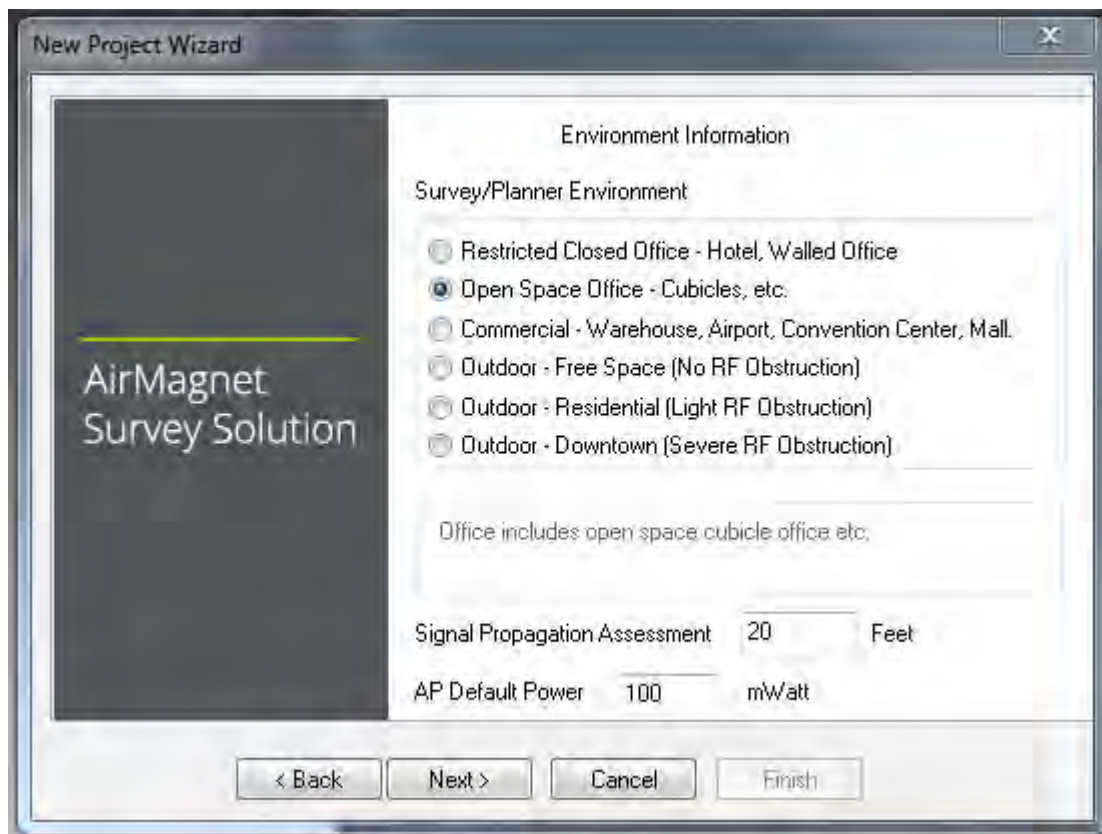 New Project Wizard
AirMagnet
Survey Solution
Environment Information
Survey/Planner Environment
Restricted Closed Office - Hotel, Walled Office
Open Space Office - Cubicles, etc.
Commercial - Warehouse, Airport, Convention Center, Mall.
Outdoor - Free Space (No RF Obstruction)
Outdoor - Residential (Light RF Obstruction)
Outdoor - Downtown (Severe RF Obstruction)
Office includes open space cubicle office etc.
Signal Propagation Assessment 20 Feet
AP Default Power 100 mWatt
< Back Next > Cancel Finish